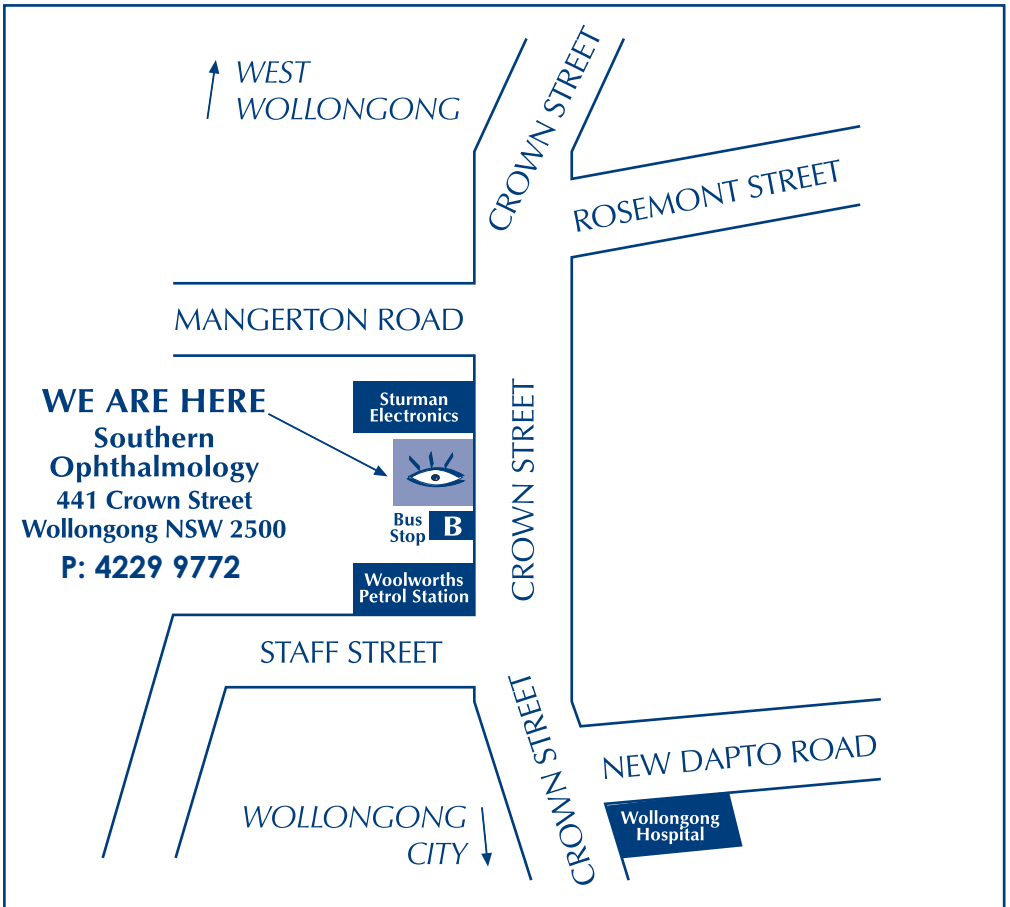 WEST
WOLLONGONG
CROWN STREET
ROSEMONT STREET
MANGERTON ROAD
WE ARE HERE
Southern
Ophthalmology
441 Crown Street
Wollongong NSW 2500
P: 4229 9772
Sturman
Electronics
Bus
Stop
B
Woolworths
Petrol Station
CROWN STREET
STAFF STREET
CROWN STREET
NEW DAPTO ROAD
Wollongong
Hospital
WOLLONGONG
CITY